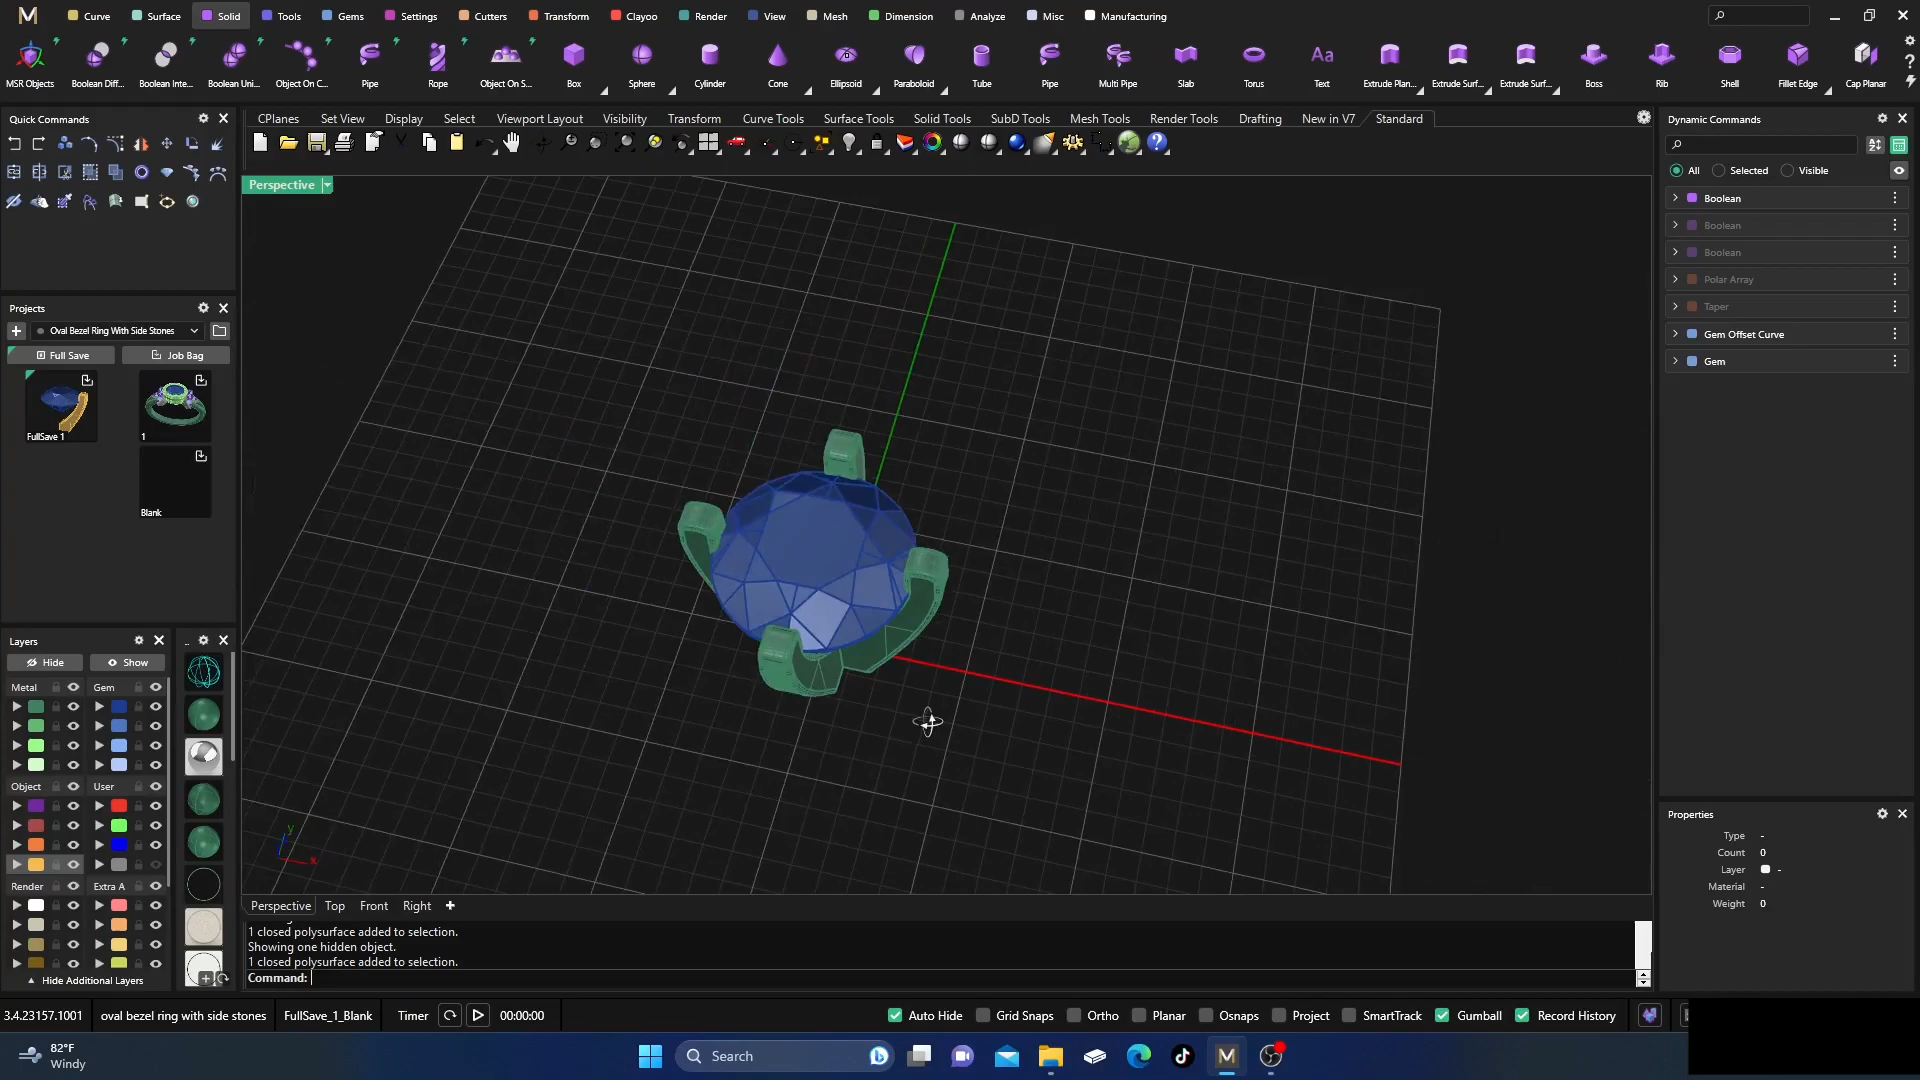 Curve Surface Solid Tools Gems Settings Cutters Transform Clayoo Render View Mesh Dimension Analyze Misc Manufacturing
MSR Objects Boolean Diff... Boolean Inte... Boolean Uni... Object On C... Pipe Rope Object On S... Box Sphere Cylinder Cone Ellipsoid Paraboloid Tube Pipe Multi Pipe Slab Torus Text Extrude Plan... Extrude Surf... Extrude Surf... Boss Rib Shell Fillet Edge Cap Planar
Quick Commands
CPlanes Set View Display Select Viewport Layout Visibility Transform Curve Tools Surface Tools Solid Tools SubD Tools Mesh Tools Render Tools Drafting New in V7 Standard
Dynamic Commands
All Selected Visible
Perspective
Boolean
Boolean
Boolean
Polar Array
Taper
Gem Offset Curve
Gem
Projects
Oval Bezel Ring With Side Stones
Full Save Job Bag
FullSave 1 1
Blank
Layers
Hide Show
Metal Gem
Object User
Render Extra A
Hide Additional Layers
y
x
Properties
Type -
Count 0
Layer -
Material -
Weight 0
Perspective Top Front Right
1 closed polysurface added to selection.
Showing one hidden object.
1 closed polysurface added to selection.
Command:
3.4.23157.1001 oval bezel ring with side stones FullSave_1_Blank Timer 00:00:00 Auto Hide Grid Snaps Ortho Planar Osnaps Project SmartTrack Gumball Record History
82°F
Windy
Search